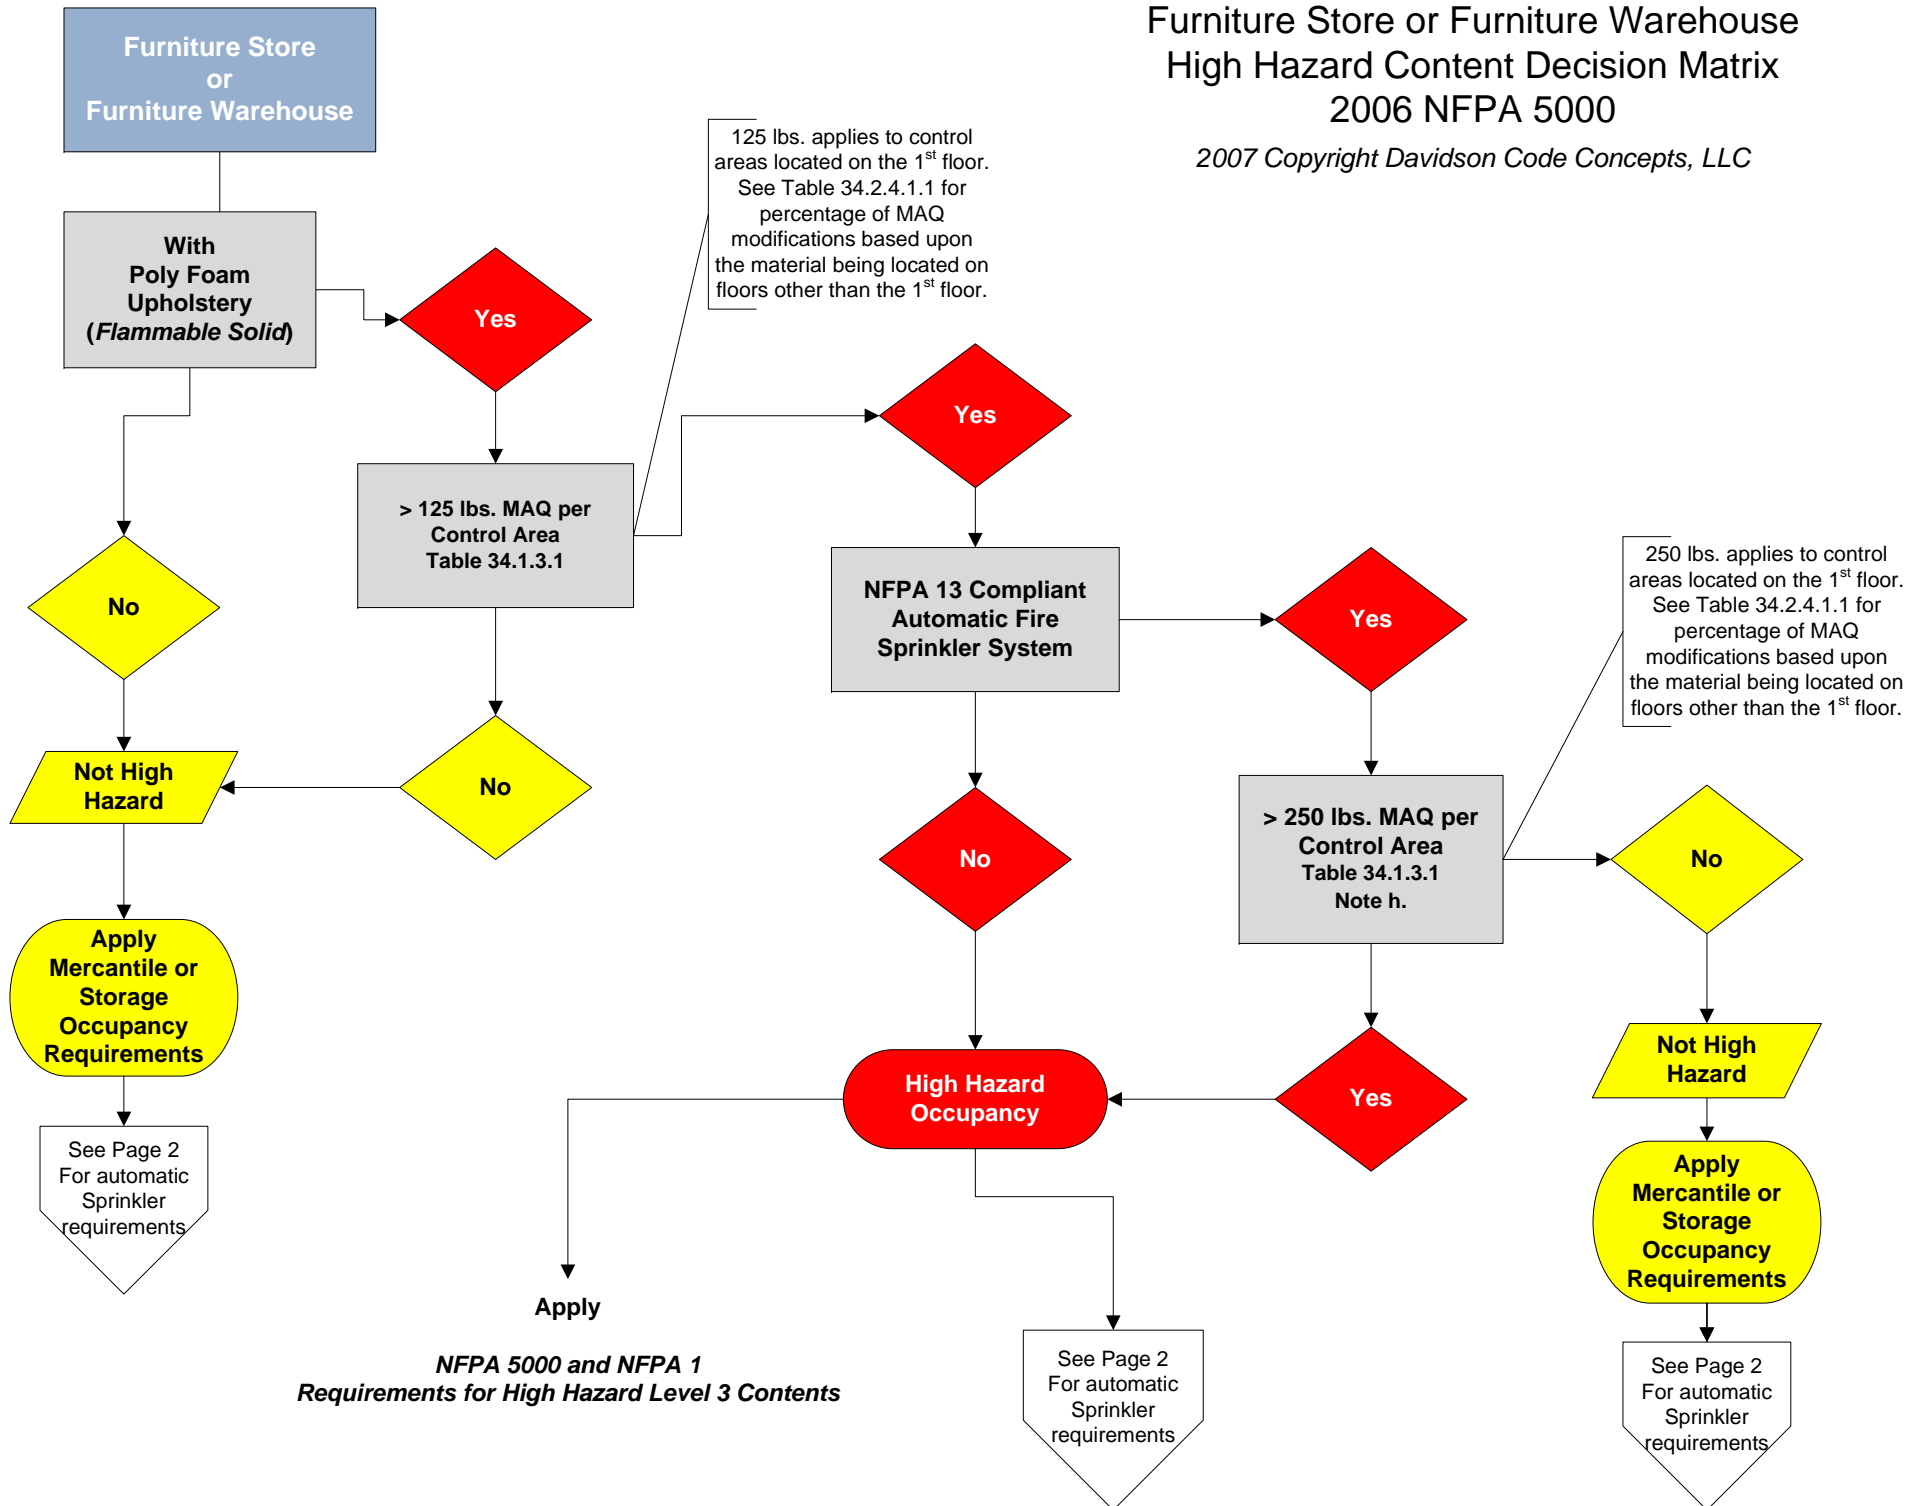 Furniture Store or Furniture Warehouse
High Hazard Content Decision Matrix
2006 NFPA 5000
2007 Copyright Davidson Code Concepts, LLC
Furniture Store
or
Furniture Warehouse
With
Poly Foam
Upholstery
(Flammable Solid)
Yes
125 lbs. applies to control
areas located on the 1st floor.
See Table 34.2.4.1.1 for
percentage of MAQ
modifications based upon
the material being located on
floors other than the 1st floor.
Yes
> 125 lbs. MAQ per
Control Area
Table 34.1.3.1
No
NFPA 13 Compliant
Automatic Fire
Sprinkler System
Yes
250 lbs. applies to control
areas located on the 1st floor.
See Table 34.2.4.1.1 for
percentage of MAQ
modifications based upon
the material being located on
floors other than the 1st floor.
Not High
Hazard
No
No
> 250 lbs. MAQ per
Control Area
Table 34.1.3.1
Note h.
No
Apply
Mercantile or
Storage
Occupancy
Requirements
High Hazard
Occupancy
Yes
Not High
Hazard
See Page 2
For automatic
Sprinkler
requirements
Apply
Mercantile or
Storage
Occupancy
Requirements
Apply
NFPA 5000 and NFPA 1
Requirements for High Hazard Level 3 Contents
See Page 2
For automatic
Sprinkler
requirements
See Page 2
For automatic
Sprinkler
requirements